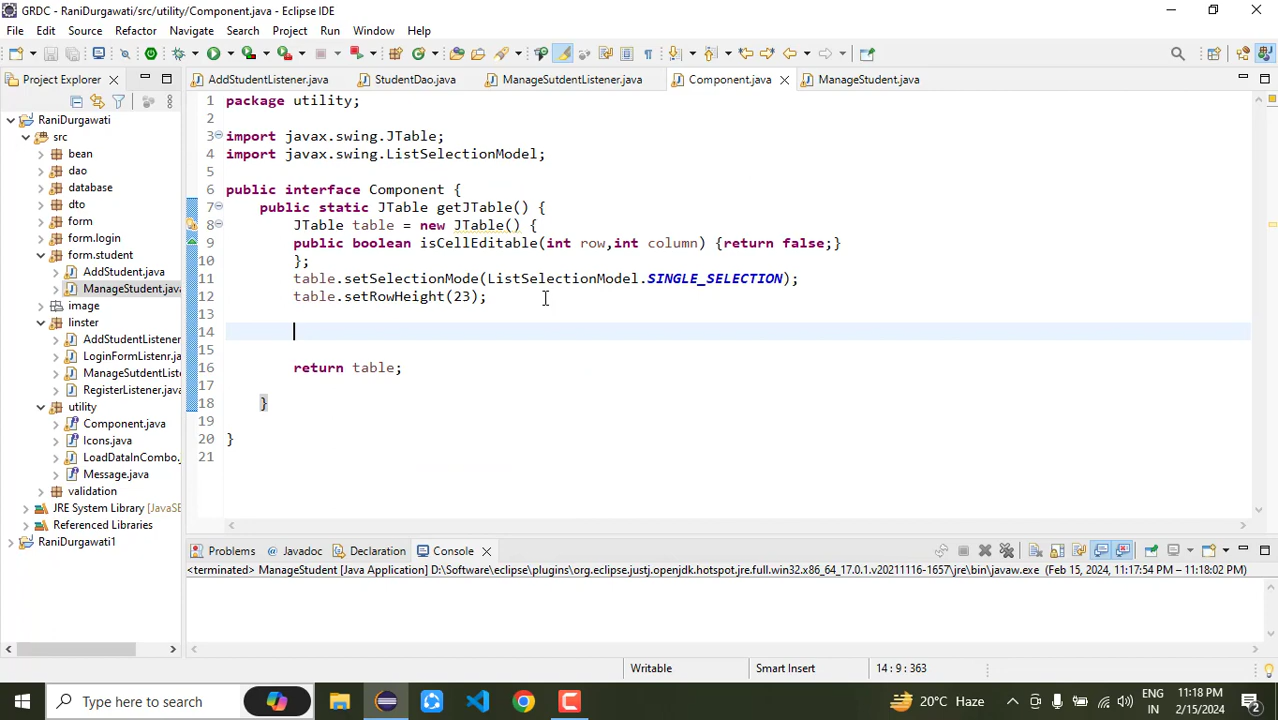 GRDC - RaniDurgawati/src/utility/Component.java - Eclipse IDE
File Edit Source Refactor Navigate Search Project Run Window Help
Project Explorer
AddStudentListener.java StudentDao.java ManageSutdentListener.java Component.java ManageStudent.java
RaniDurgawati
src
bean
dao
database
dto
form
form.login
form.student
AddStudent.java
ManageStudent.java
image
linster
AddStudentListener
LoginFormListenr.ja
ManageSutdentList
RegisterListener.java
utility
Component.java
Icons.java
LoadDataInCombo.
Message.java
validation
JRE System Library [JavaSE
Referenced Libraries
RaniDurgawati1
1 package utility;
2
3 import javax.swing.JTable;
4 import javax.swing.ListSelectionModel;
5
6 public interface Component {
7 public static JTable getJTable() {
8 JTable table = new JTable() {
9 public boolean isCellEditable(int row,int column) {return false;}
10 };
11 table.setSelectionMode(ListSelectionModel.SINGLE_SELECTION);
12 table.setRowHeight(23);
13
14
15
16 return table;
17
18 }
19
20 }
21
Problems Javadoc Declaration Console
<terminated> ManageStudent [Java Application] D:\Software\eclipse\plugins\org.eclipse.justj.openjdk.hotspot.jre.full.win32.x86_64_17.0.1.v20211116-1657\jre\bin\javaw.exe (Feb 15, 2024, 11:17:54 PM – 11:18:02 PM)
Writable Smart Insert 14 : 9 : 363
Type here to search
20°C Haze
ENG
IN
11:18 PM
2/15/2024
2